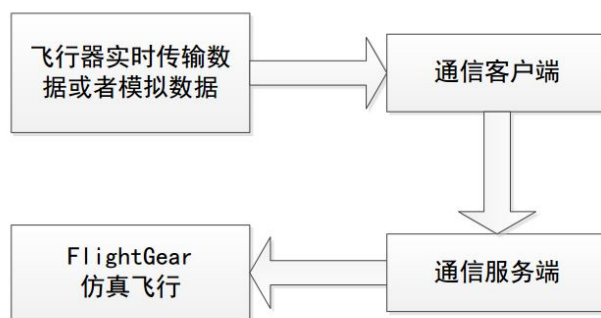 飞行器实时传输数
据或者模拟数据
通信客户端
通信服务端
FlightGear
仿真飞行